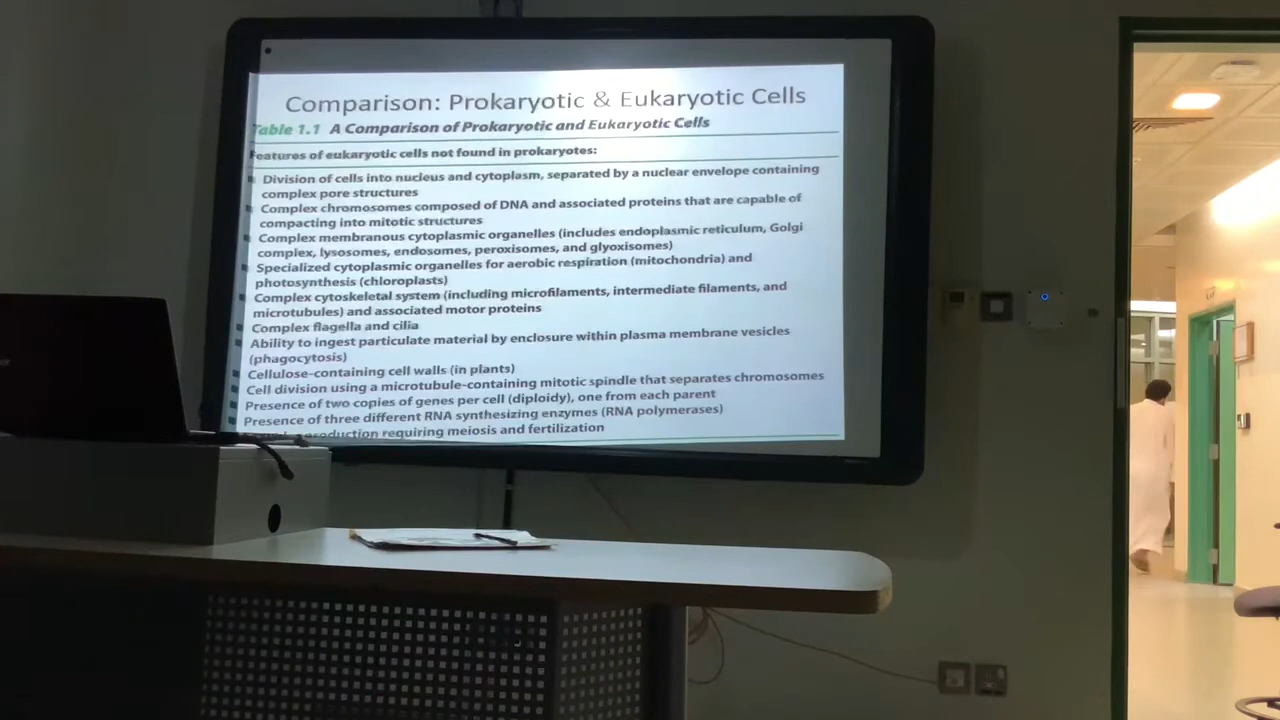 Comparison: Prokaryotic & Eukaryotic Cells
Table 1.1 A Comparison of Prokaryotic and Eukaryotic Cells
Features of eukaryotic cells not found in prokaryotes:
Division of cells into nucleus and cytoplasm, separated by a nuclear envelope containing
complex pore structures
Complex chromosomes composed of DNA and associated proteins that are capable of
compacting into mitotic structures
Complex membranous cytoplasmic organelles (includes endoplasmic reticulum, Golgi
complex, lysosomes, endosomes, peroxisomes, and glyoxisomes)
Specialized cytoplasmic organelles for aerobic respiration (mitochondria) and
photosynthesis (chloroplasts)
Complex cytoskeletal system (including microfilaments, intermediate filaments, and
microtubules) and associated motor proteins
Complex flagella and cilia
Ability to ingest particulate material by enclosure within plasma membrane vesicles
(phagocytosis)
Cellulose-containing cell walls (in plants)
Cell division using a microtubule-containing mitotic spindle that separates chromosomes
Presence of two copies of genes per cell (diploidy), one from each parent
Presence of three different RNA synthesizing enzymes (RNA polymerases)
requiring meiosis and fertilization